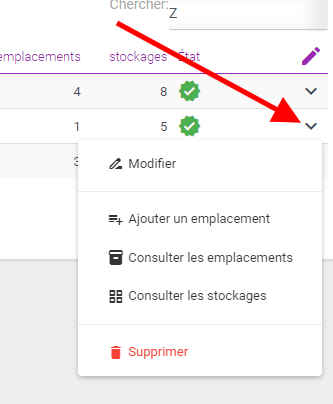 Chercher:
Z
emplacements stockages État
4 8
1 5
3
Modifier
Ajouter un emplacement
Consulter les emplacements
Consulter les stockages
Supprimer